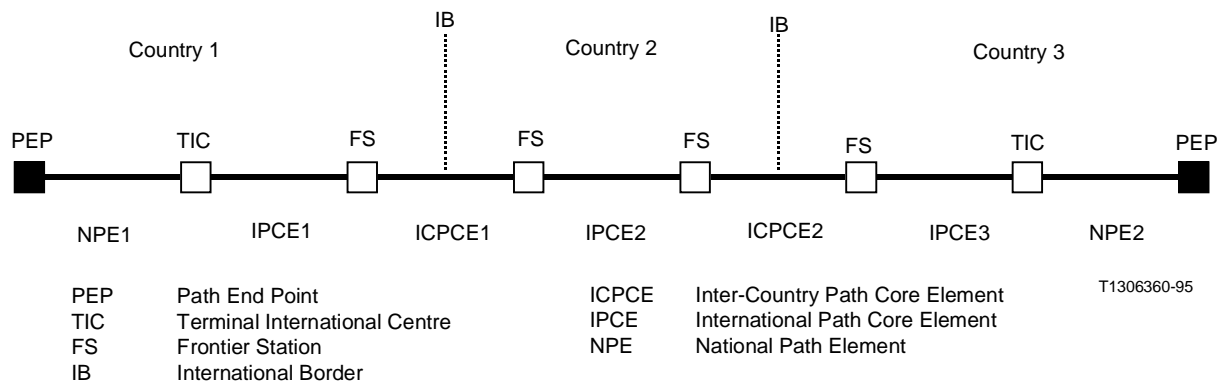 IB
IB
Country 1
Country 2
Country 3
PEP
TIC
FS
FS
FS
FS
TIC
PEP
NPE1
IPCE1
ICPCE1
IPCE2
ICPCE2
IPCE3
NPE2
PEP Path End Point
TIC Terminal International Centre
FS Frontier Station
IB International Border
ICPCE Inter-Country Path Core Element
IPCE International Path Core Element
NPE National Path Element
T1306360-95